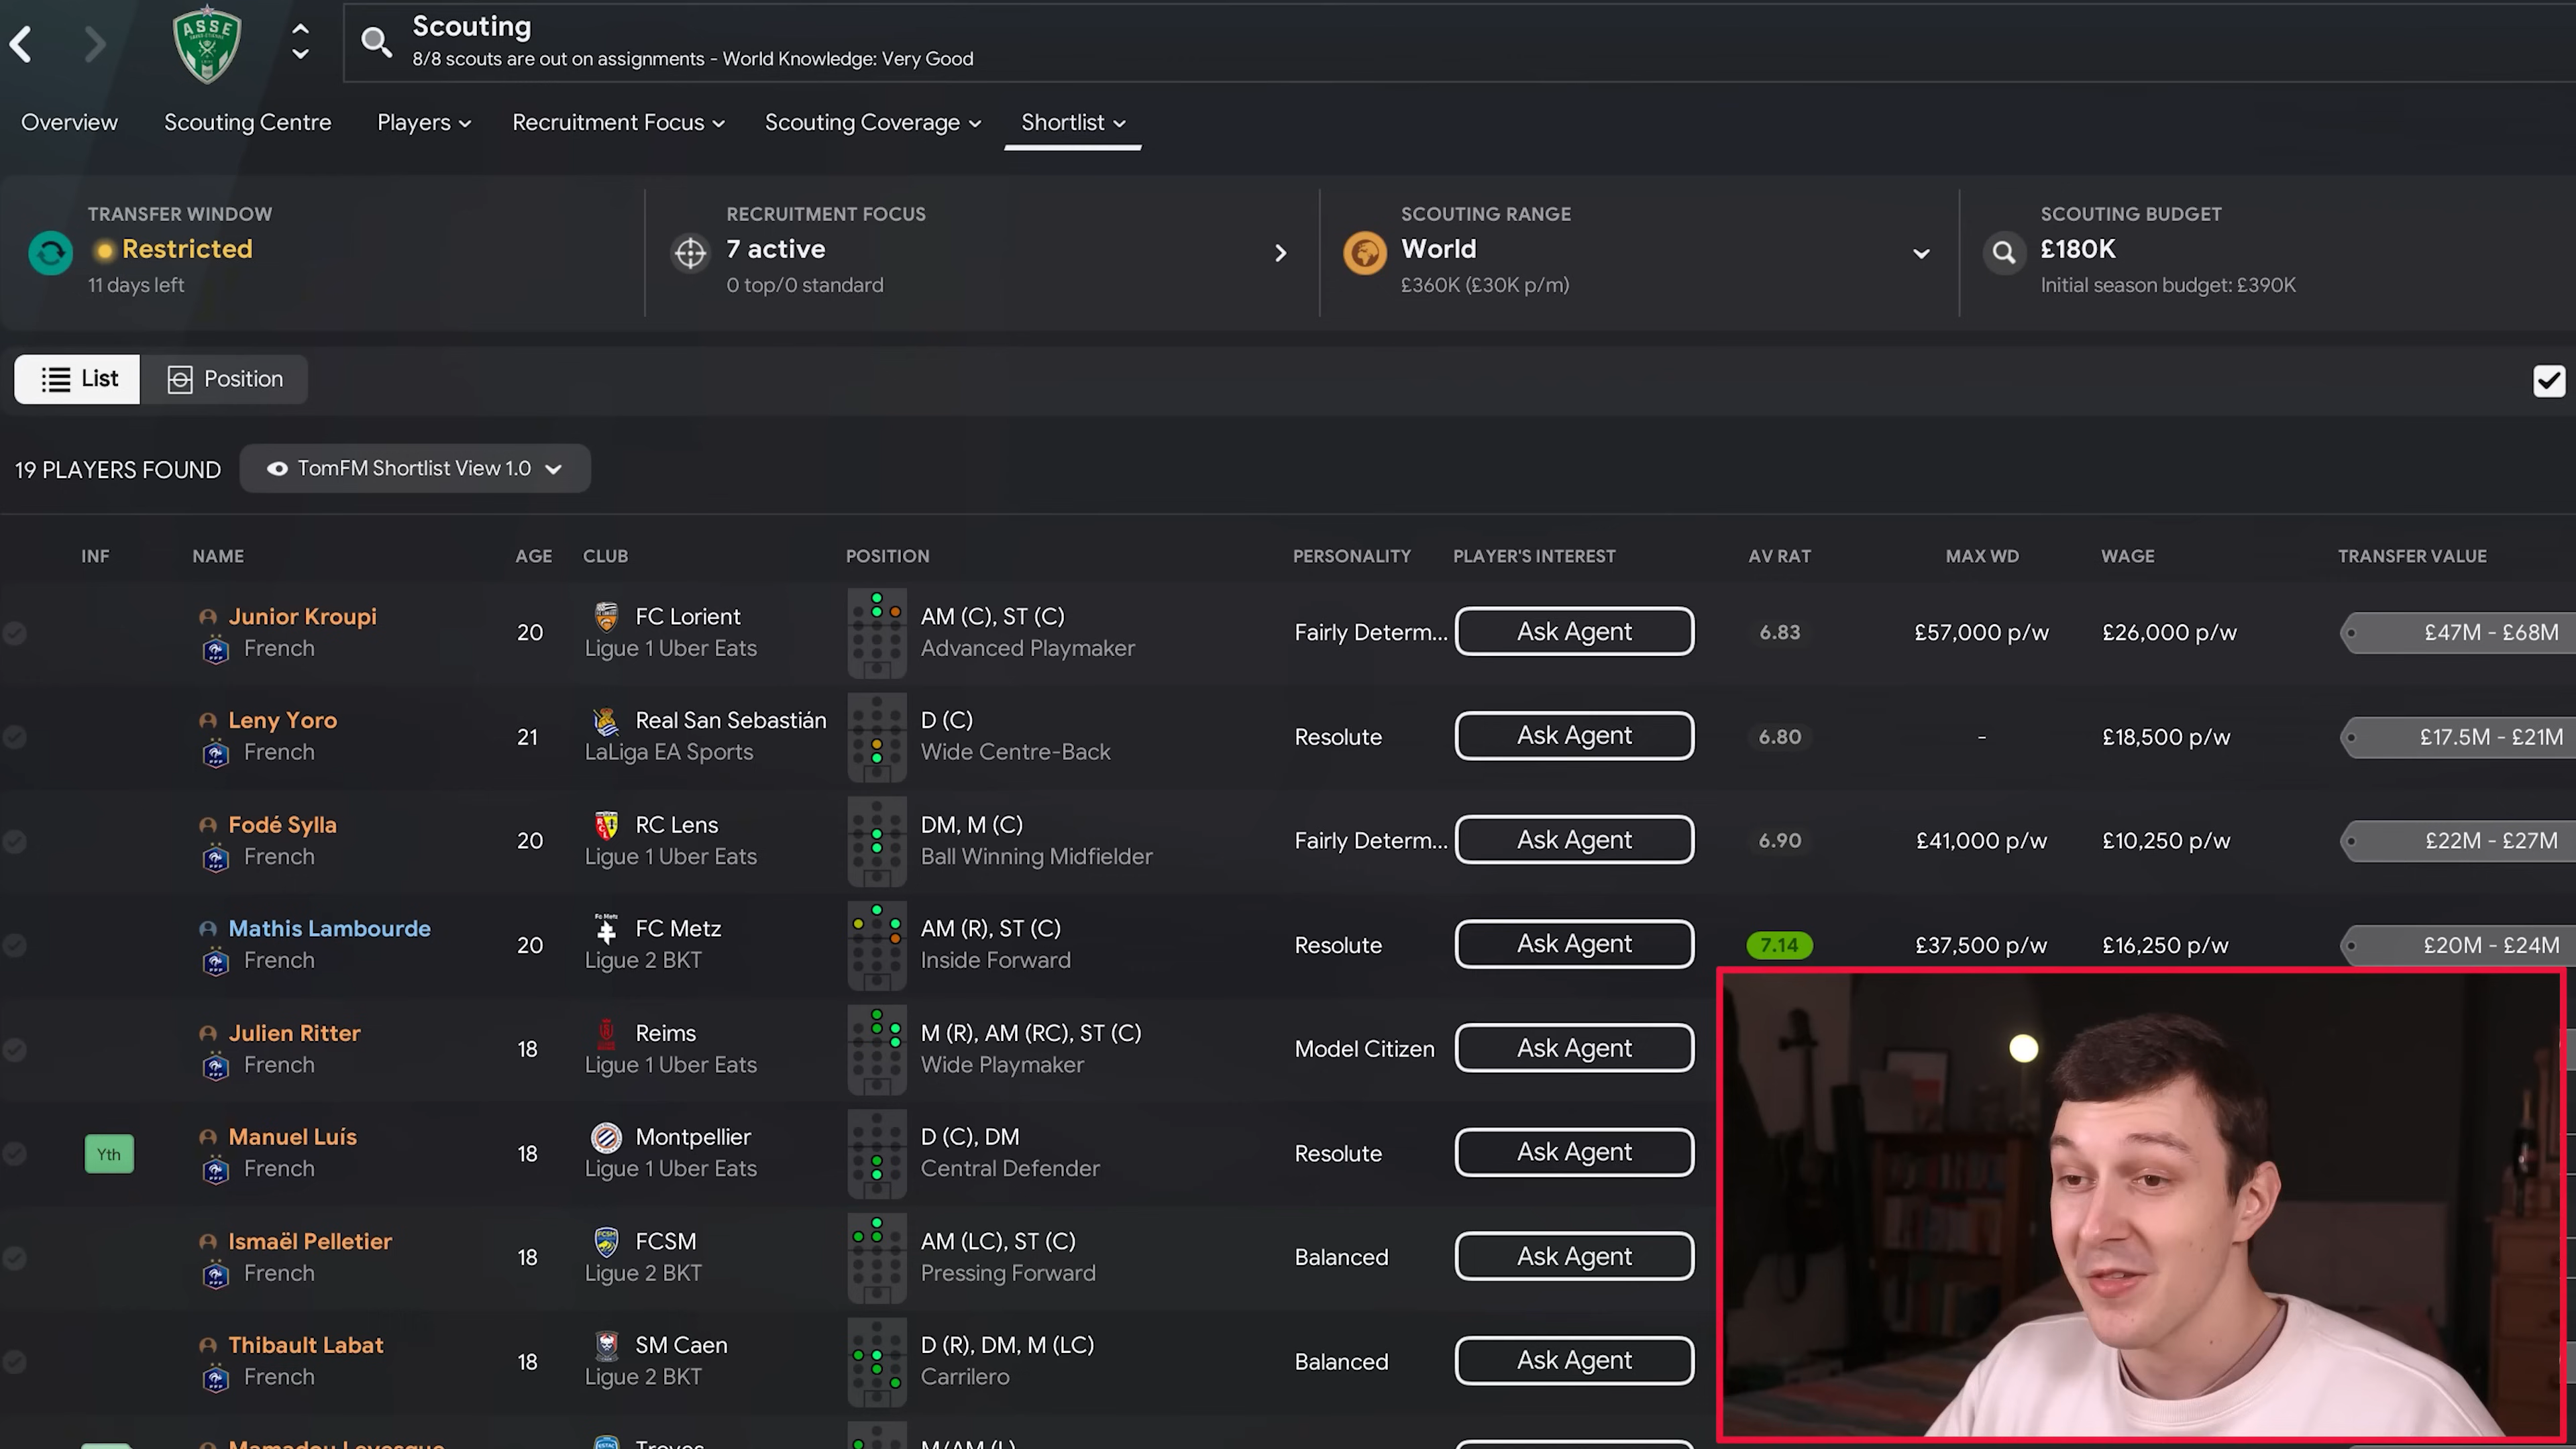 ASSE
Scouting
8/8 scouts are out on assignments - World Knowledge: Very Good
Overview Scouting Centre Players Recruitment Focus Scouting Coverage Shortlist
TRANSFER WINDOW
Restricted
11 days left
RECRUITMENT FOCUS
7 active
0 top/0 standard
SCOUTING RANGE
World
£360K (£30K p/m)
SCOUTING BUDGET
£180K
Initial season budget: £390K
List Position
19 PLAYERS FOUND TomFM Shortlist View 1.0
INF NAME AGE CLUB POSITION PERSONALITY PLAYER'S INTEREST AV RAT MAX WD WAGE TRANSFER VALUE
Junior Kroupi FC Lorient AM (C), ST (C)
20 Fairly Determ... Ask Agent 6.83 £57,000 p/w £26,000 p/w £47M - £68M
French Ligue 1 Uber Eats Advanced Playmaker
Leny Yoro Real San Sebastián D (C)
21 Resolute Ask Agent 6.80 - £18,500 p/w £17.5M - £21M
French LaLiga EA Sports Wide Centre-Back
Fodé Sylla RC Lens DM, M (C)
20 Fairly Determ... Ask Agent 6.90 £41,000 p/w £10,250 p/w £22M - £27M
French Ligue 1 Uber Eats Ball Winning Midfielder
Mathis Lambourde FC Metz AM (R), ST (C)
20 Resolute Ask Agent 7.14 £37,500 p/w £16,250 p/w £20M - £24M
French Ligue 2 BKT Inside Forward
Julien Ritter Reims M (R), AM (RC), ST (C)
18 Model Citizen Ask Agent
French Ligue 1 Uber Eats Wide Playmaker
Manuel Luís Montpellier D (C), DM
Yth 18 Resolute Ask Agent
French Ligue 1 Uber Eats Central Defender
Ismaël Pelletier FCSM AM (LC), ST (C)
18 Balanced Ask Agent
French Ligue 2 BKT Pressing Forward
Thibault Labat SM Caen D (R), DM, M (LC)
18 Balanced Ask Agent
French Ligue 2 BKT Carrilero
Mamadou Levesque Troyes M/AM (L)